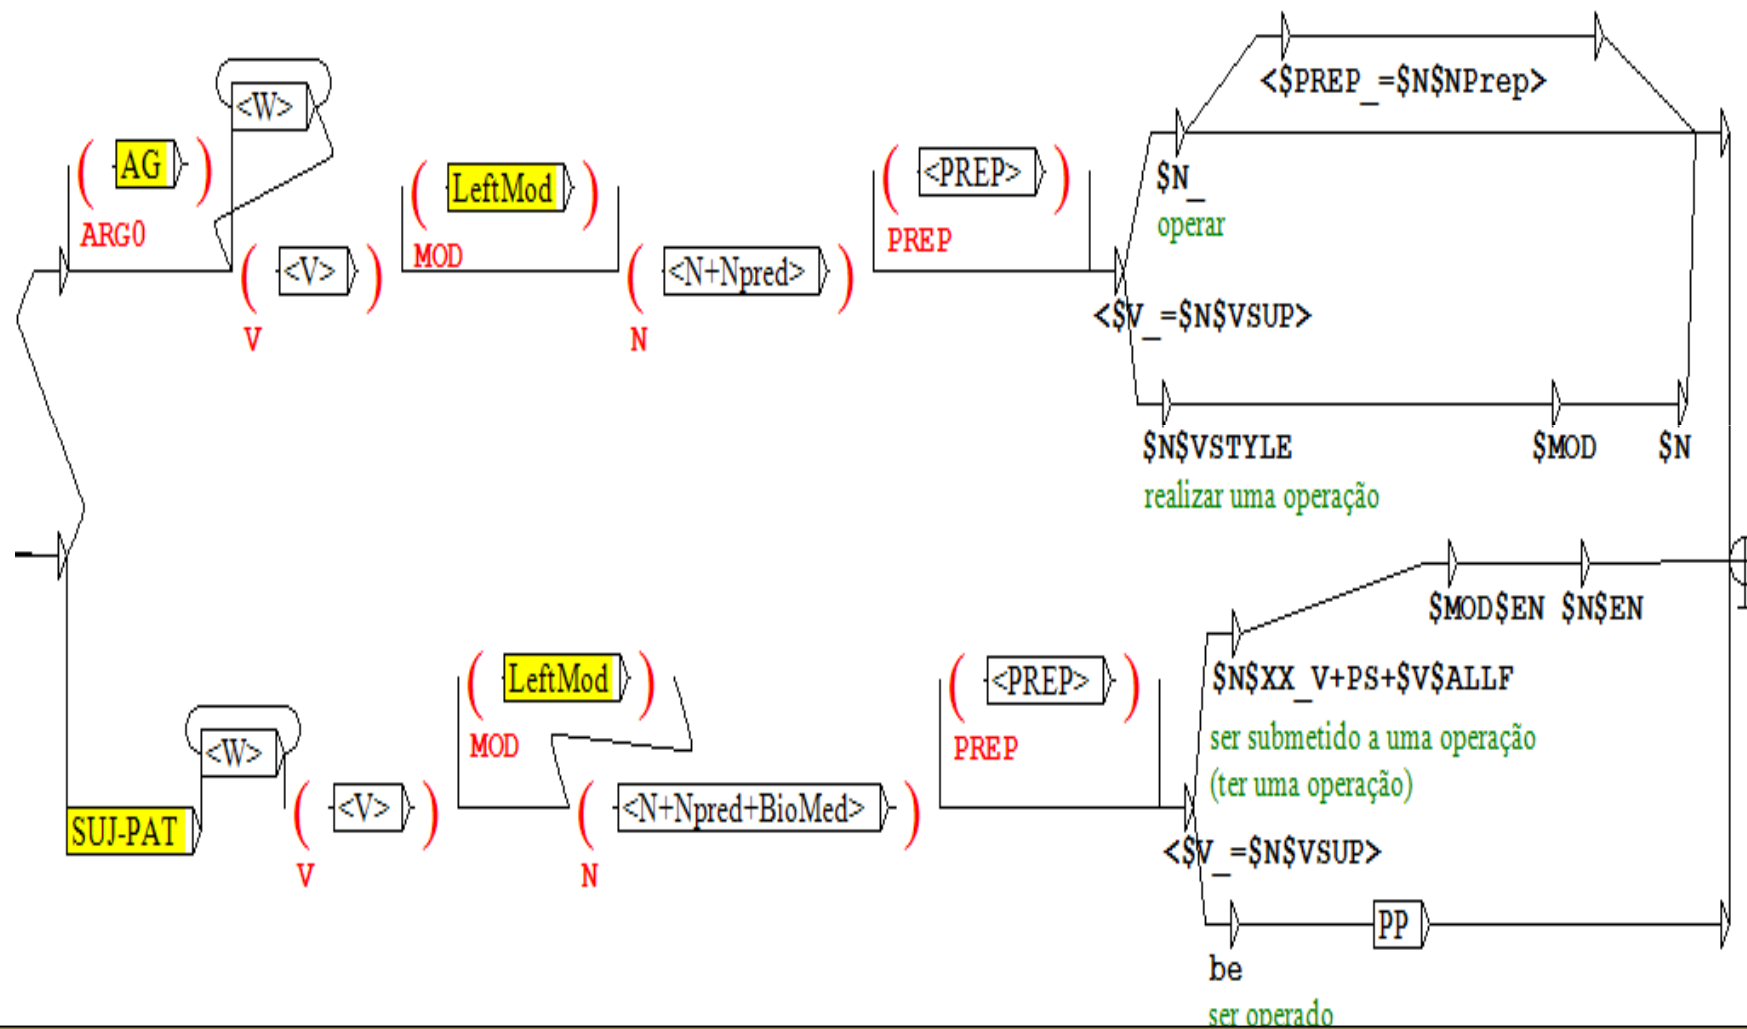 <$PREP_=$N$NPrep>
<W>
( AG )
ARG0
( LeftMod )
MOD
( <PREP> )
PREP
$N_
operar
( <V> )
V
( <N+Npred> )
N
<$V_=$N$VSUP>
$N$VSTYLE $MOD $N
realizar uma operação
$MOD$EN $N$EN
( LeftMod )
MOD
( <PREP> )
PREP
$N$XX_V+PS+$V$ALLF
ser submetido a uma operação
(ter uma operação)
<W>
SUJ-PAT
( <V> )
V
( <N+Npred+BioMed> )
N
<$V_=$N$VSUP>
PP
be
ser operado